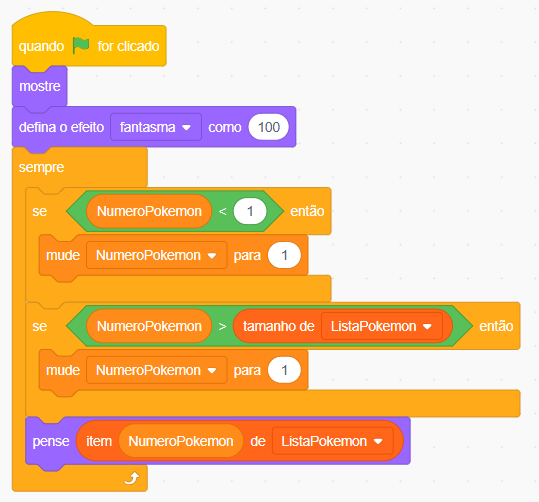 quando for clicado
mostre
defina o efeito fantasma como 100
sempre
se NumeroPokemon < 1 então
mude NumeroPokemon para 1
se NumeroPokemon > tamanho de ListaPokemon então
mude NumeroPokemon para 1
pense item NumeroPokemon de ListaPokemon